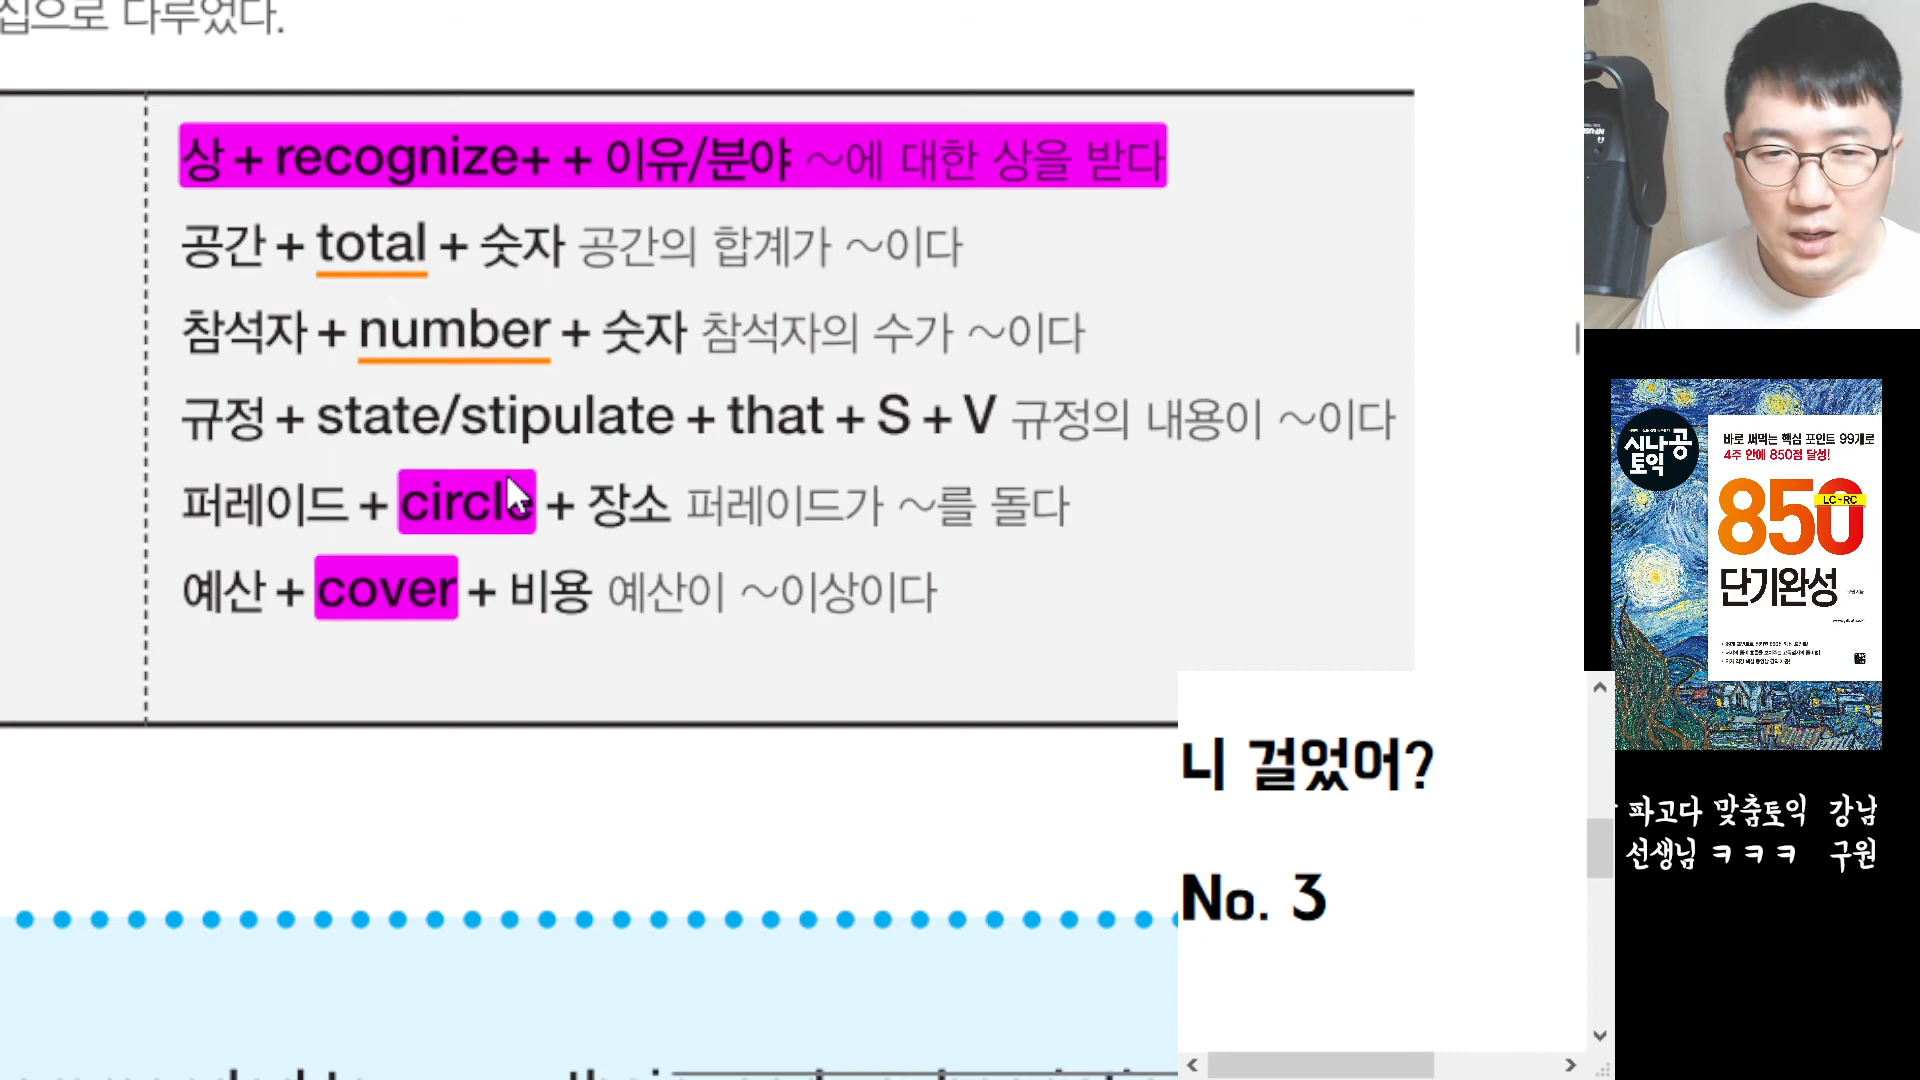 집으로 다루었다.
상 + recognize+ + 이유/분야 ～에 대한 상을 받다
공간 + total + 숫자 공간의 합계가 ～이다
참석자 + number + 숫자 참석자의 수가 ～이다
규정 + state/stipulate + that + S + V 규정의 내용이 ～이다
퍼레이드 + circle + 장소 퍼레이드가 ～를 돌다
예산 + cover + 비용 예산이 ～이상이다
니 걸었어?
No. 3
시나공
토익
바로 써먹는 핵심 포인트 99개로
4주 안에 850점 달성!
LC+RC
850
단기완성
파고다 맞춤토익 강남
선생님 ㅋㅋㅋ 구원